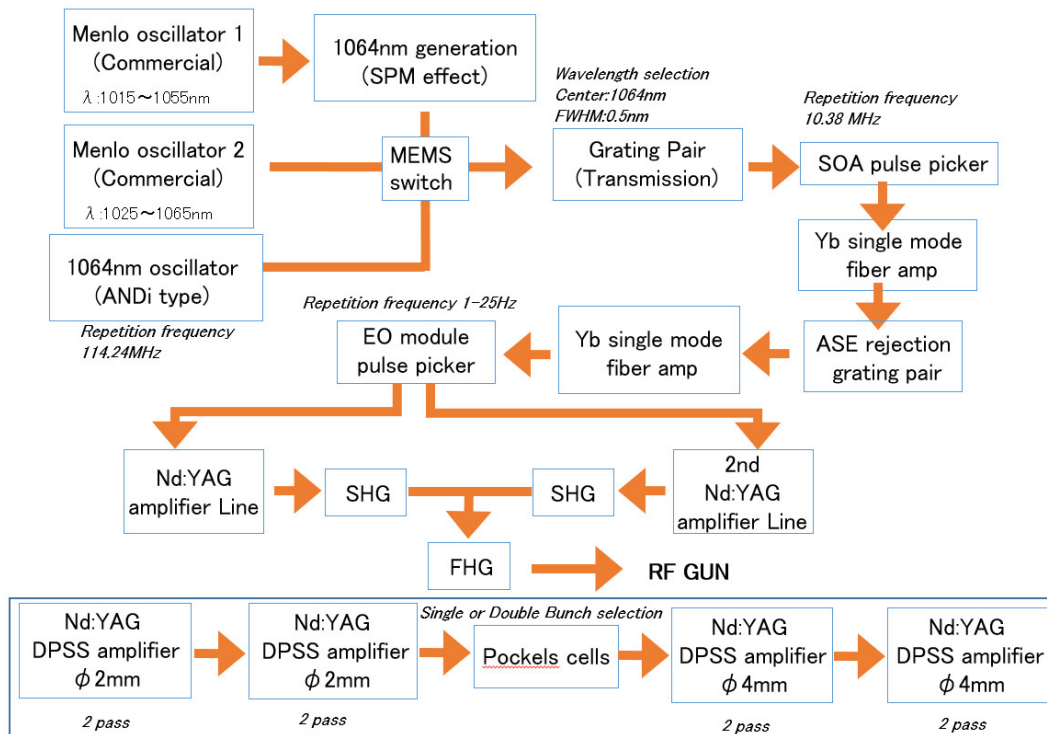 Menlo oscillator 1
(Commercial)
λ:1015～1055nm
1064nm generation
(SPM effect)
Menlo oscillator 2
(Commercial)
λ:1025～1065nm
MEMS
switch
Wavelength selection
Center:1064nm
FWHM:0.5nm
Grating Pair
(Transmission)
Repetition frequency
10.38 MHz
SOA pulse picker
1064nm oscillator
(ANDi type)
Repetition frequency
114.24MHz
Yb single mode
fiber amp
ASE rejection
grating pair
Yb single mode
fiber amp
Repetition frequency 1-25Hz
EO module
pulse picker
Nd:YAG
amplifier Line
SHG
SHG
2nd
Nd:YAG
amplifier Line
FHG
RF GUN
Nd:YAG
DPSS amplifier
φ2mm
2 pass
Nd:YAG
DPSS amplifier
φ2mm
2 pass
Single or Double Bunch selection
Pockels cells
Nd:YAG
DPSS amplifier
φ4mm
2 pass
Nd:YAG
DPSS amplifier
φ4mm
2 pass